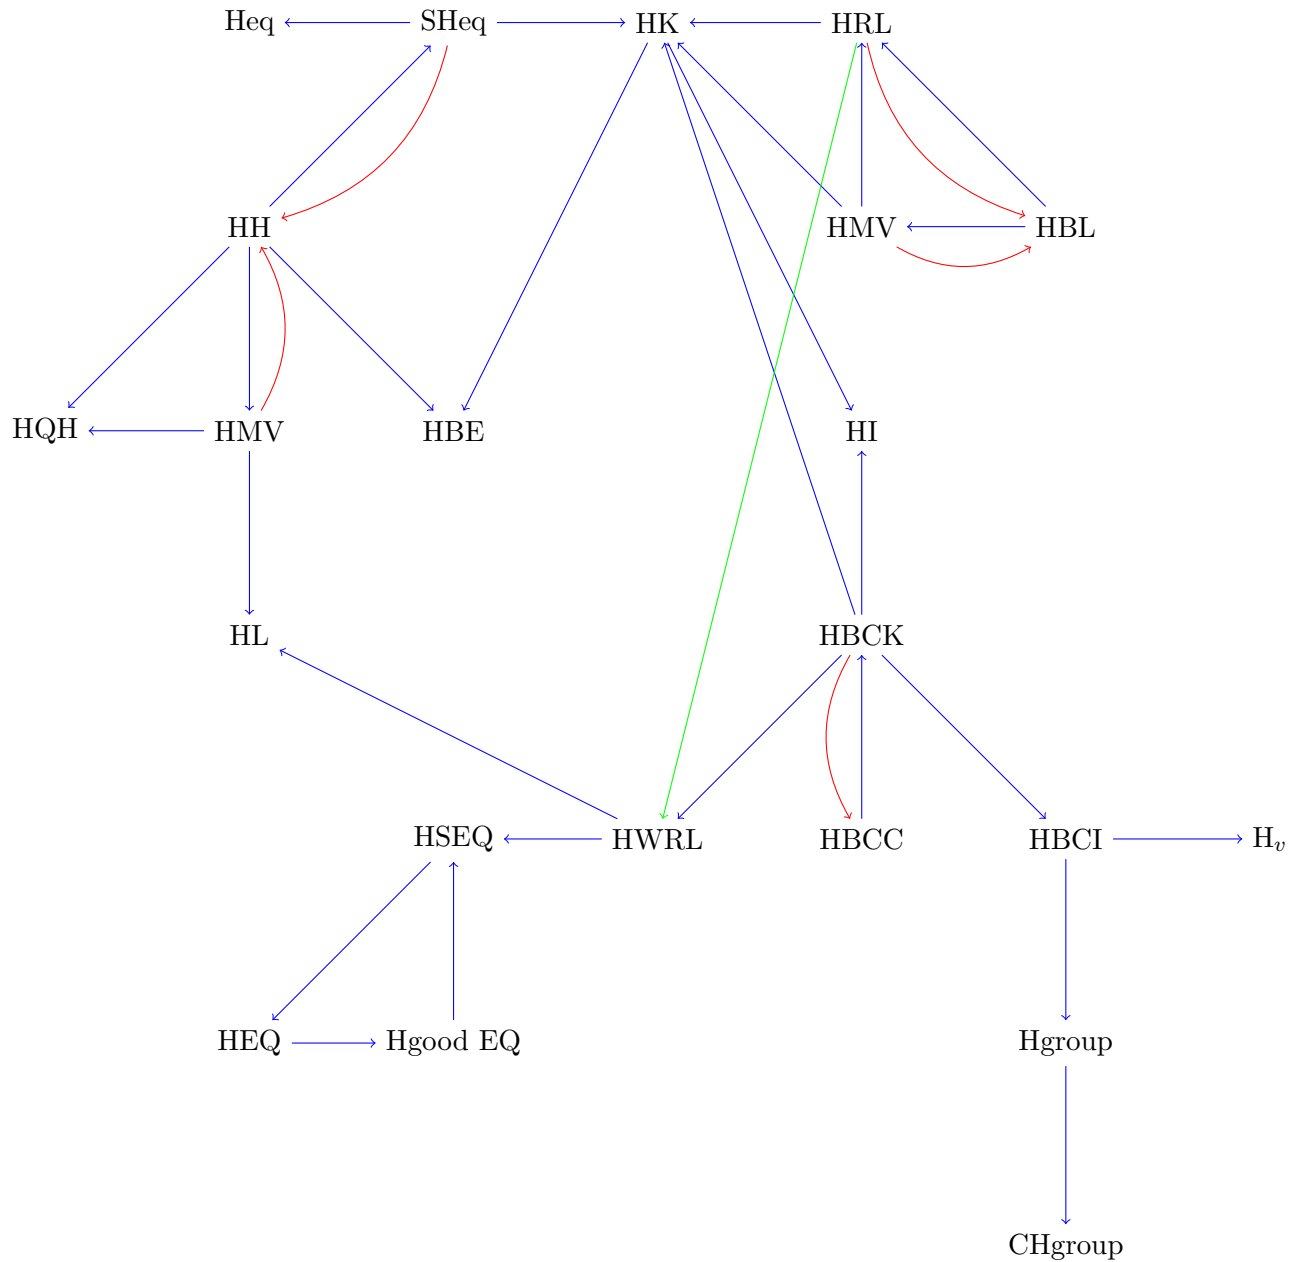 Heq SHeq HK HRL
HH HMV HBL
HQH HMV HBE HI
HL HBCK
HSEQ HWRL HBCC HBCI H_v
HEQ Hgood EQ Hgroup
CHgroup